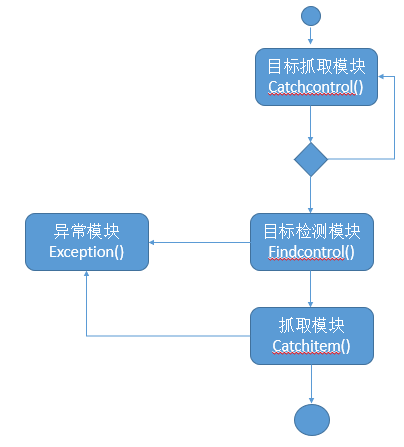 目标抓取模块
Catchcontrol()
目标检测模块
Findcontrol()
异常模块
Exception()
抓取模块
Catchitem()